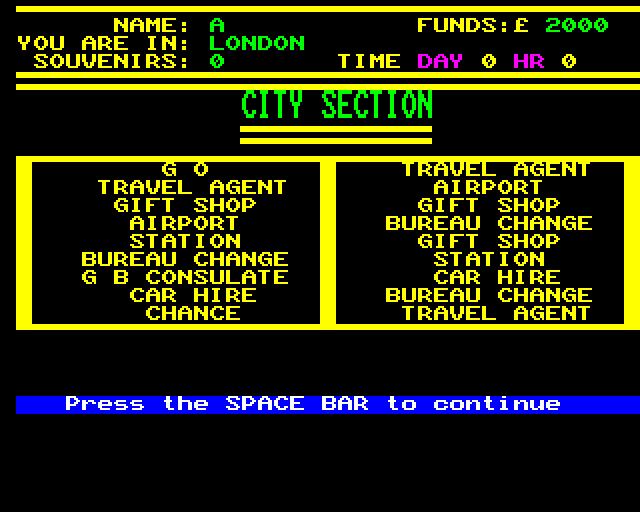 NAME: A FUNDS:£ 2000
YOU ARE IN: LONDON
SOUVENIRS: 0 TIME DAY 0 HR 0
CITY SECTION
G O TRAVEL AGENT
TRAVEL AGENT AIRPORT
GIFT SHOP GIFT SHOP
AIRPORT BUREAU CHANGE
STATION GIFT SHOP
BUREAU CHANGE STATION
G B CONSULATE CAR HIRE
CAR HIRE BUREAU CHANGE
CHANCE TRAVEL AGENT
Press the SPACE BAR to continue